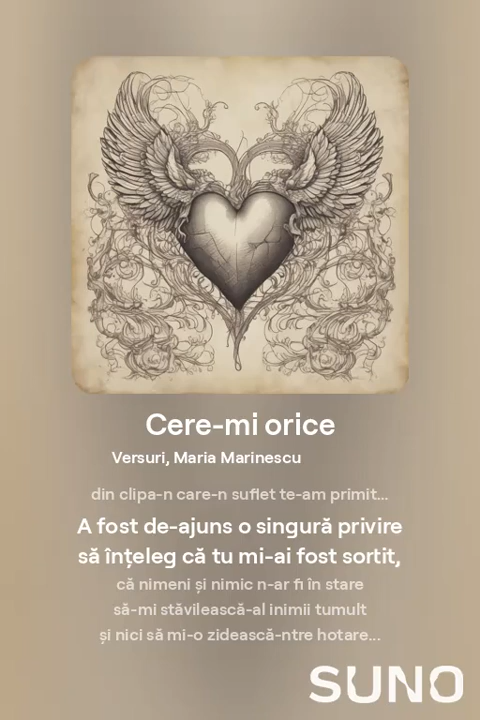 Cere-mi orice
Versuri, Maria Marinescu
din clipa-n care-n suflet te-am primit...
A fost de-ajuns o singură privire
să înțeleg că tu mi-ai fost sortit,
că nimeni și nimic n-ar fi în stare
să-mi stăvilească-al inimii tumult
și nici să mi-o zidească-ntre hotare...
SUNO